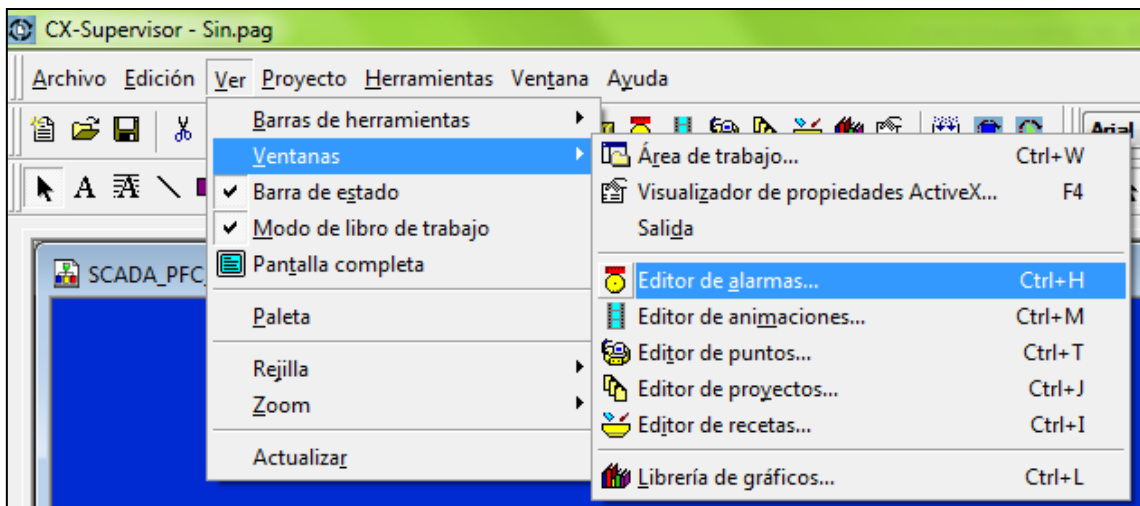 CX-Supervisor - Sin.pag
Archivo Edición Ver Proyecto Herramientas Ventana Ayuda
Barras de herramientas
Arial
Ventanas
Área de trabajo... Ctrl+W
A
Barra de estado
Visualizador de propiedades ActiveX... F4
Modo de libro de trabajo
Salida
Pantalla completa
SCADA_PFC_
Editor de alarmas... Ctrl+H
Paleta
Editor de animaciones... Ctrl+M
Editor de puntos... Ctrl+T
Rejilla
Editor de proyectos... Ctrl+J
Zoom
Editor de recetas... Ctrl+I
Actualizar
Librería de gráficos... Ctrl+L